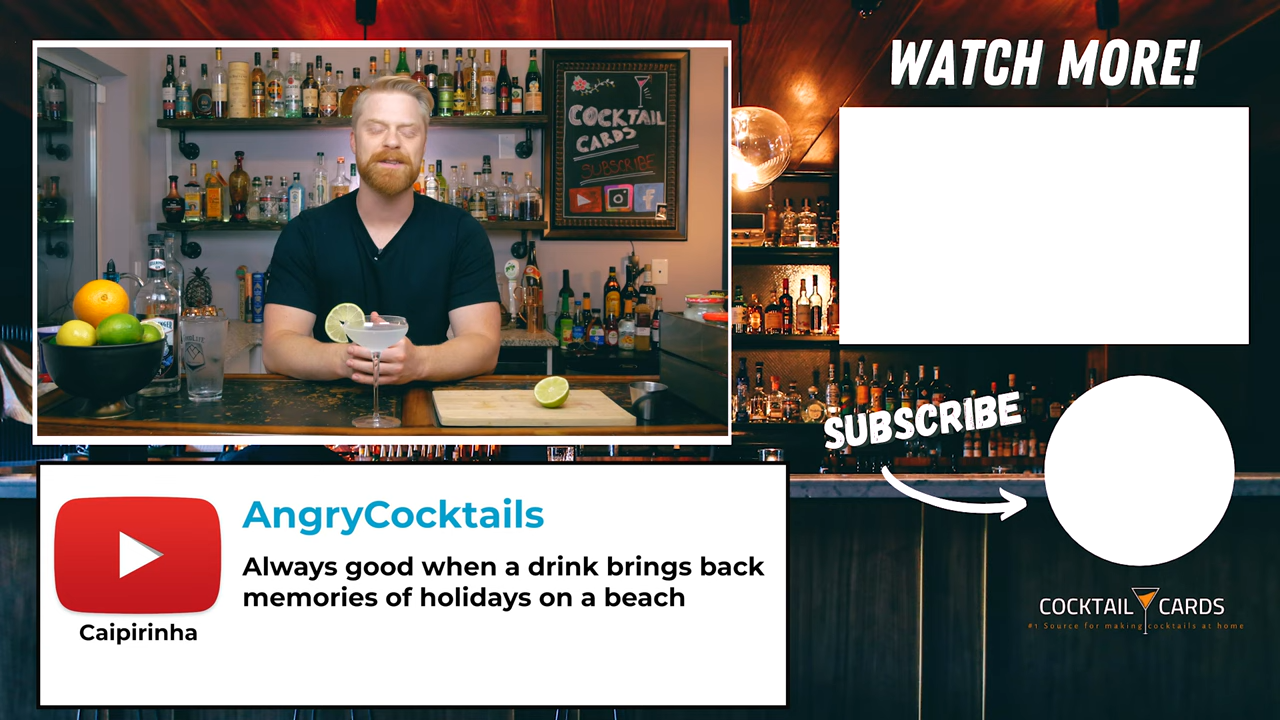 WATCH MORE!
COCKTAIL
CARDS
SUBSCRIBE
SUBSCRIBE
AngryCocktails
Always good when a drink brings back
memories of holidays on a beach
Caipirinha
COCKTAIL CARDS
#1 Source for making cocktails at home